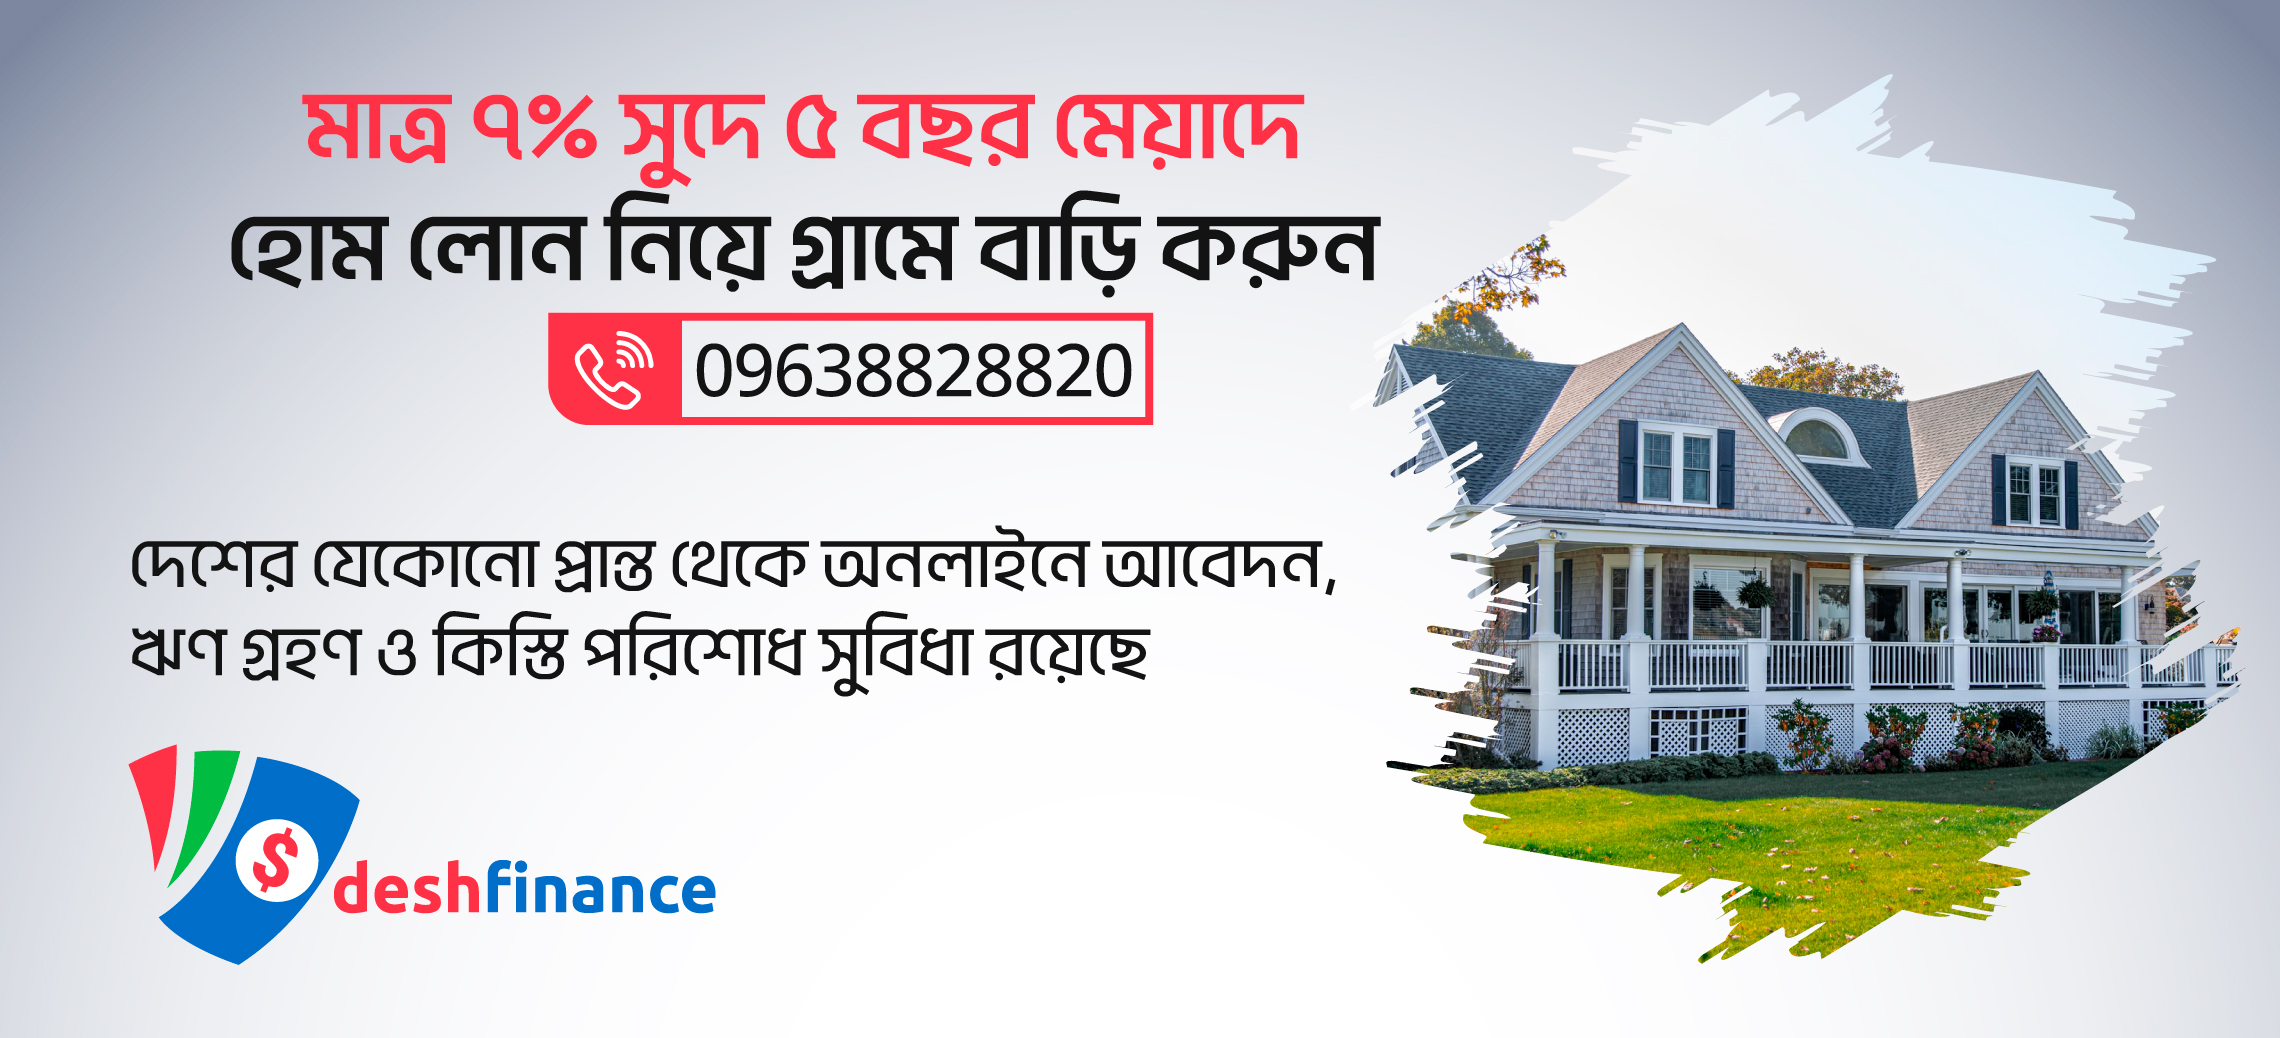 মাত্র ৭% সুদে ৫ বছর মেয়াদে
হোম লোন নিয়ে গ্রামে বাড়ি করুন
09638828820
দেশের যেকোনো প্রান্ত থেকে অনলাইনে আবেদন,
ঋণ গ্রহণ ও কিস্তি পরিশোধ সুবিধা রয়েছে
$
deshfinance